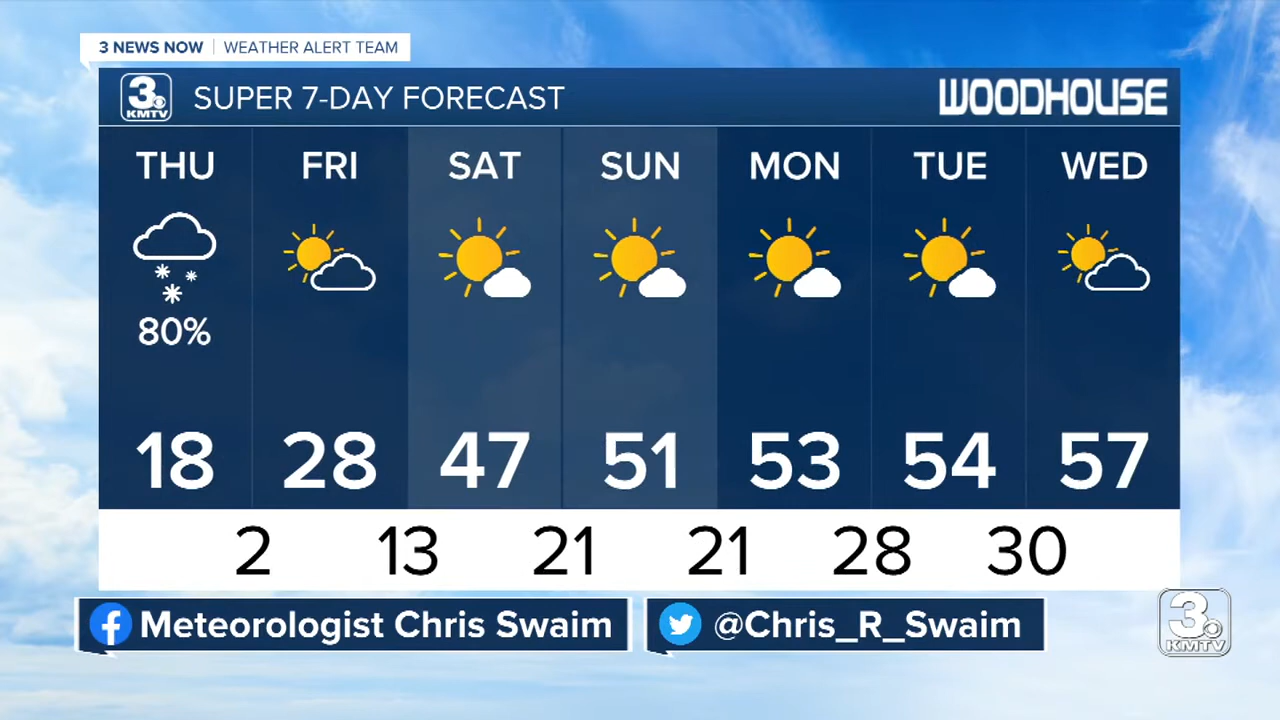 3 NEWS NOW | WEATHER ALERT TEAM
3 KMTV SUPER 7-DAY FORECAST WOODHOUSE
THU FRI SAT SUN MON TUE WED
80%
18 28 47 51 53 54 57
2 13 21 21 28 30
Meteorologist Chris Swaim @Chris_R_Swaim
3 KMTV